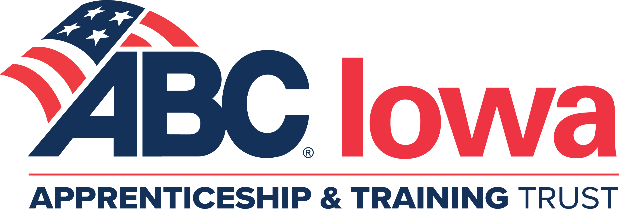 ABC® Iowa
APPRENTICESHIP & TRAINING TRUST